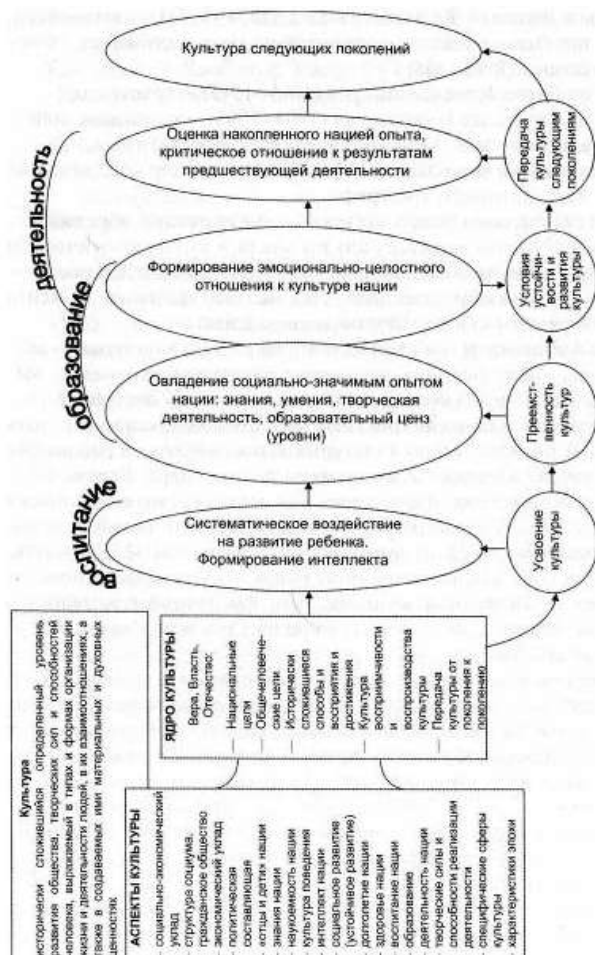 Культура
исторически сложившийся определенный уровень
развития общества, творческих сил и способностей
человека, выражаемый в типах и формах организации
жизни и деятельности людей, в их взаимоотношениях, а
также в создаваемых ими материальных и духовных
ценностях
АСПЕКТЫ КУЛЬТУРЫ
- социально-экономический
уклад
- структура социума,
гражданское общество
- экономический уклад
- политическая
составляющая
- «отцы и дети» нации
- знания нации
- наукоемкость нации
- культура поведения
- интеллект нации
- социальное развитие
(устойчивое развитие)
- долголетие нации
- здоровье нации
- воспитание нации
- образование
- деятельность нации
- творческие силы и
способности реализации
деятельности
- специфические сферы
культуры
- характеристики эпохи
ЯДРО КУЛЬТУРЫ
Вера, Власть,
Отечество:
— Национальные
цели
— Общечеловече-
ские цели
— Исторически
сложившиеся
способы и
восприятия и
достижения
— Культура
восприимчивости
и
воспроизводства
культуры
— Передача
культуры от
поколения к
поколению
воспитание
образование
деятельность
Систематическое воздействие
на развитие ребенка.
Формирование интеллекта
Овладение социально-значимым опытом
нации: знания, умения, творческая
деятельность, образовательный ценз
(уровни)
Формирование эмоционально-целостного
отношения к культуре нации
Оценка накопленного нацией опыта,
критическое отношение к результатам
предшествующей деятельности
Культура следующих поколений
Усвоение
культуры
Преемст-
венность
культур
Условия
устойчи-
вости и
развития
культуры
Передача
культуры
следующим
поколениям